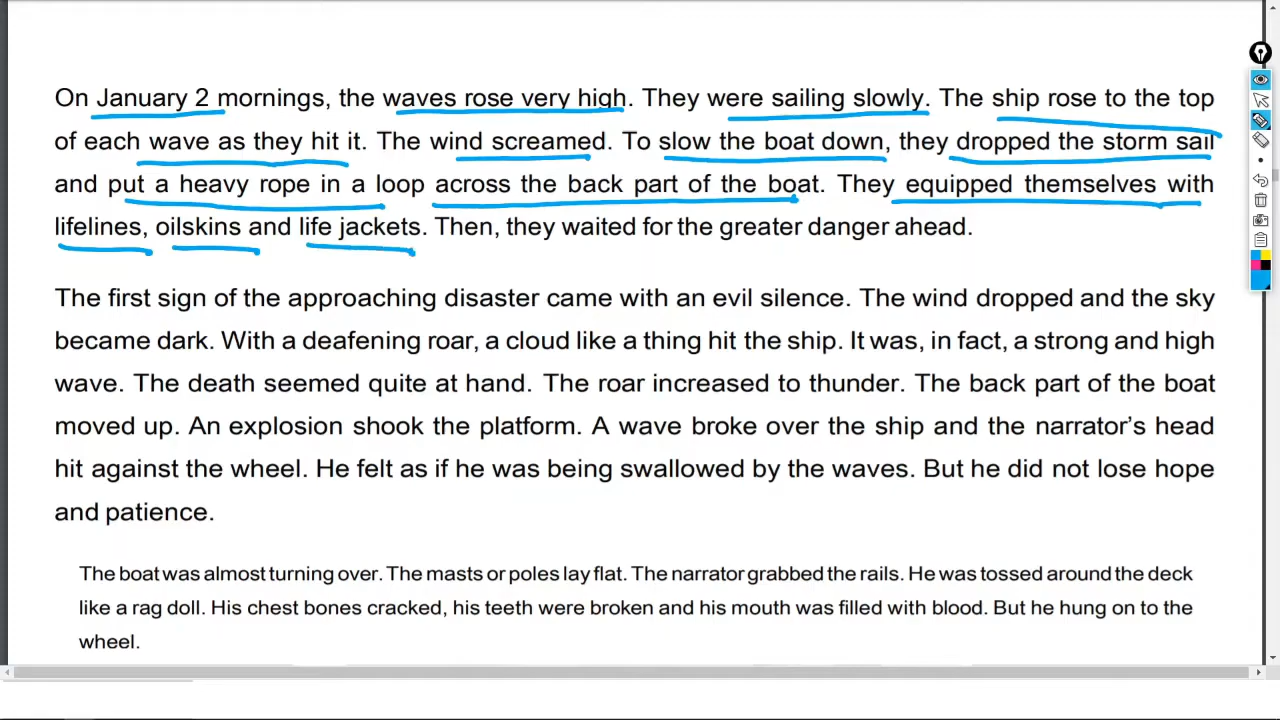 On January 2 mornings, the waves rose very high. They were sailing slowly. The ship rose to the top
of each wave as they hit it. The wind screamed. To slow the boat down, they dropped the storm sail
and put a heavy rope in a loop across the back part of the boat. They equipped themselves with
lifelines, oilskins and life jackets. Then, they waited for the greater danger ahead.
The first sign of the approaching disaster came with an evil silence. The wind dropped and the sky
became dark. With a deafening roar, a cloud like a thing hit the ship. It was, in fact, a strong and high
wave. The death seemed quite at hand. The roar increased to thunder. The back part of the boat
moved up. An explosion shook the platform. A wave broke over the ship and the narrator’s head
hit against the wheel. He felt as if he was being swallowed by the waves. But he did not lose hope
and patience.
The boat was almost turning over. The masts or poles lay flat. The narrator grabbed the rails. He was tossed around the deck
like a rag doll. His chest bones cracked, his teeth were broken and his mouth was filled with blood. But he hung on to the
wheel.